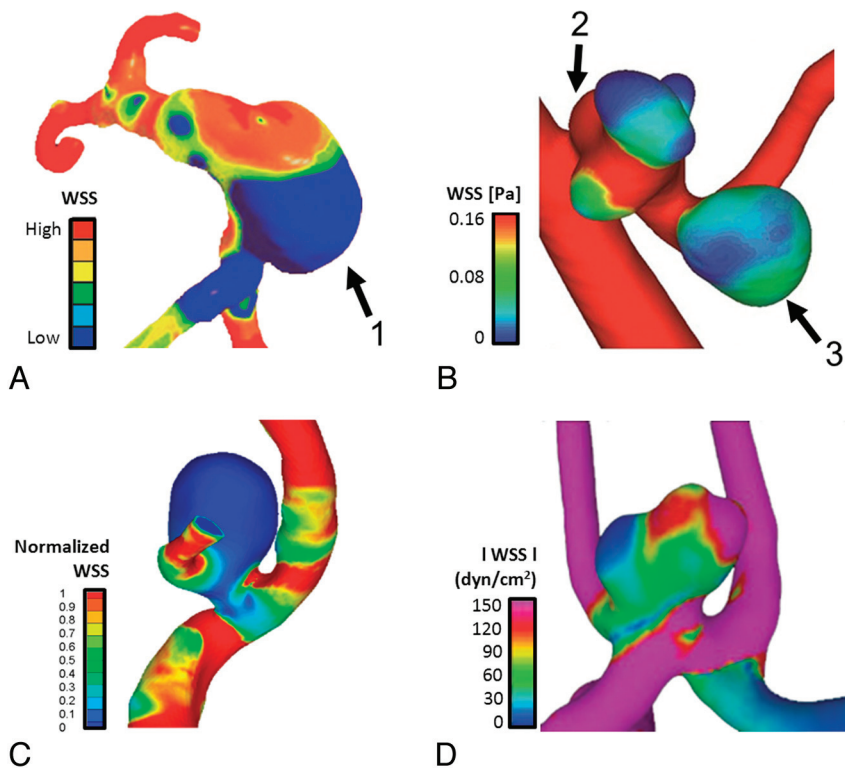 WSS
High
Low
1
A
2
WSS [Pa]
0.16
0.08
0
3
B
Normalized
WSS
1
0.9
0.8
0.7
0.6
0.5
0.4
0.3
0.2
0.1
0
C
I WSS I
(dyn/cm²)
150
120
90
60
30
0
D